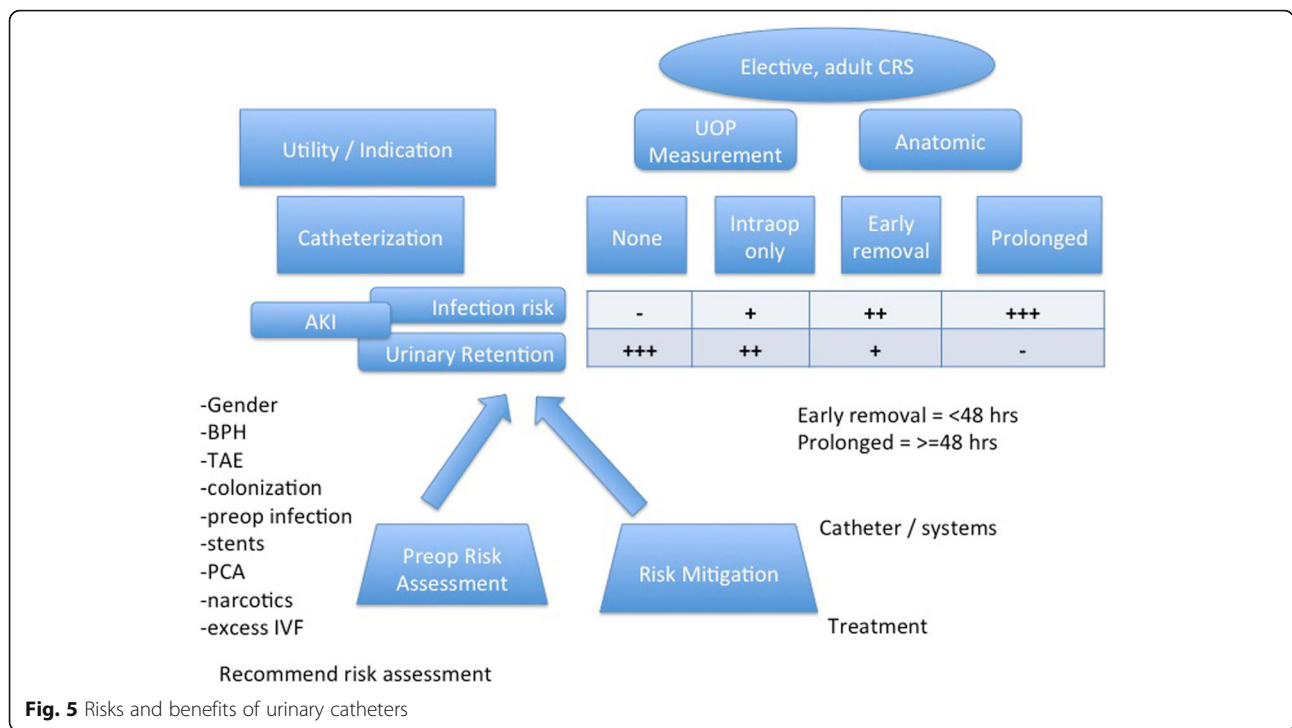 Elective, adult CRS
Utility / Indication
UOP
Measurement
Anatomic
Catheterization
None
Intraop
only
Early
removal
Prolonged
Infection risk
- + ++ +++
AKI
Urinary Retention
+++ ++ + -
-Gender
-BPH
-TAE
-colonization
-preop infection
-stents
-PCA
-narcotics
-excess IVF
Early removal = <48 hrs
Prolonged = >=48 hrs
Preop Risk
Assessment
Risk Mitigation
Catheter / systems
Treatment
Recommend risk assessment
Fig. 5 Risks and benefits of urinary catheters